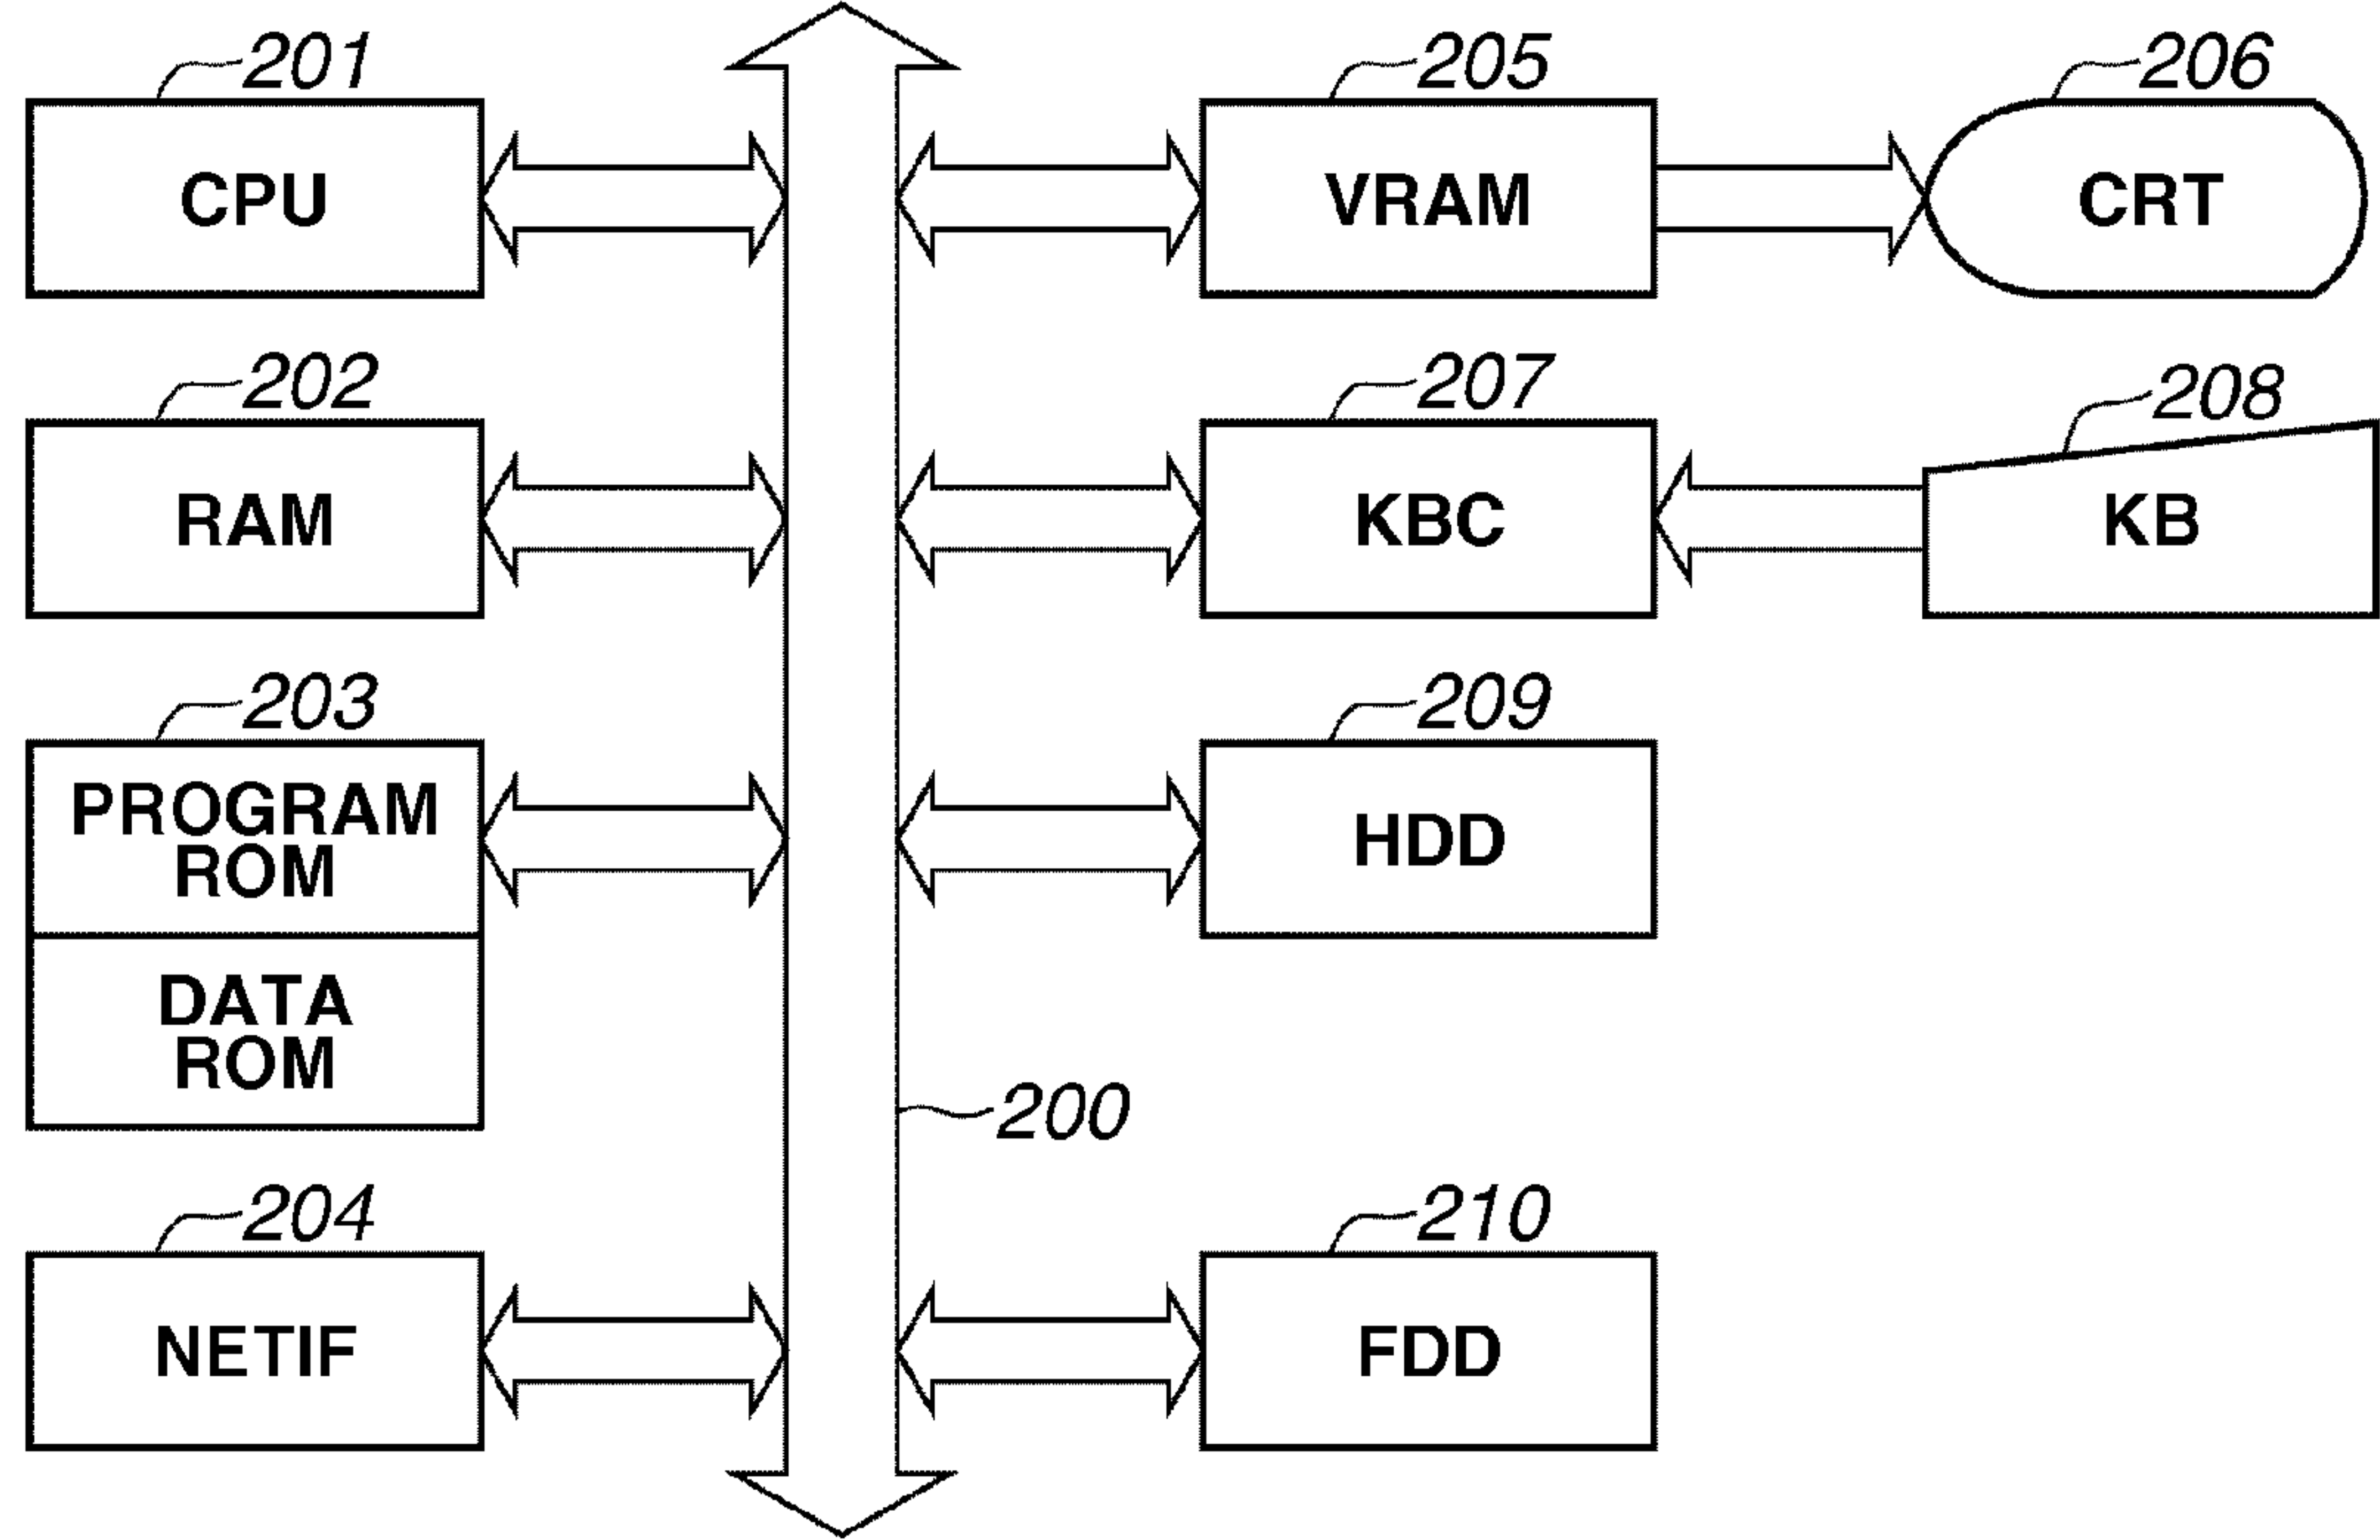 201
CPU
205
VRAM
206
CRT
202
RAM
207
KBC
208
KB
203
PROGRAM
ROM
DATA
ROM
209
HDD
200
204
NETIF
210
FDD